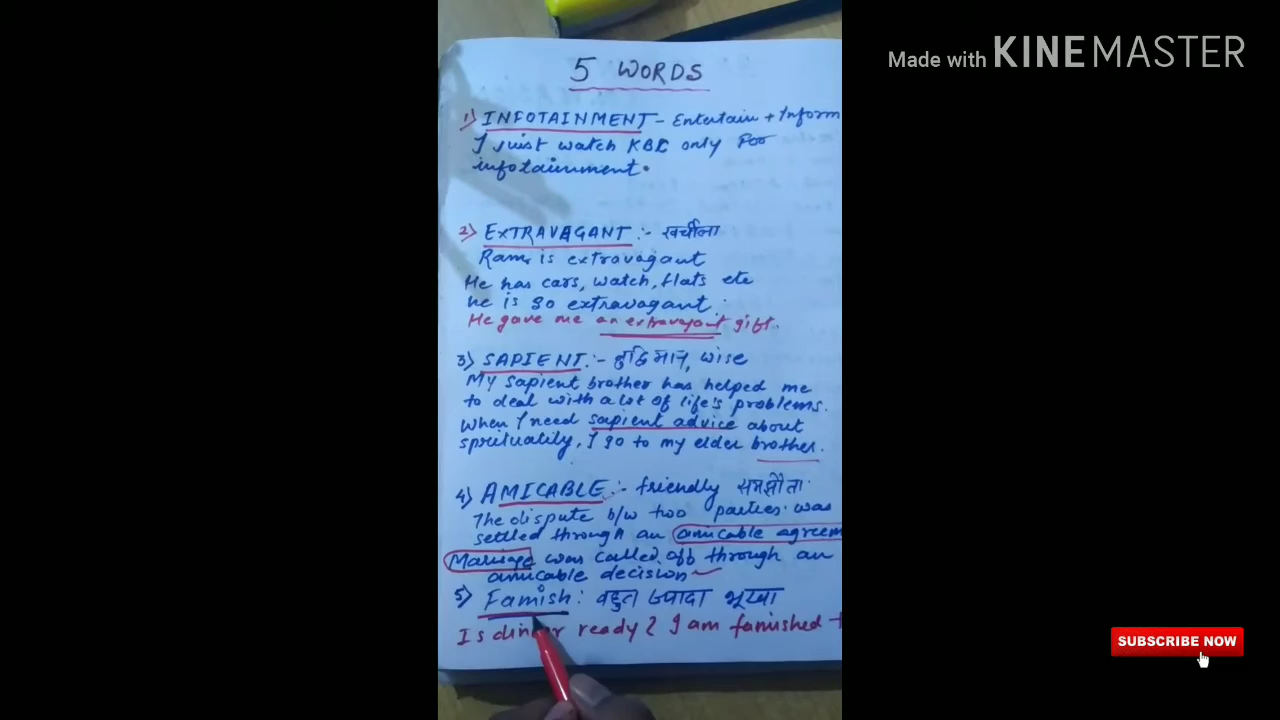 Made with KINEMASTER
5 WORDS
1) INFOTAINMENT - Entertain + Inform
I just watch KBC only
infotainment.
2) EXTRAVAGANT :- खर्चीला
Ram is extravagant
He has cars, watch, flats etc
he is so extravagant.
He gave me an extravagant gift.
3) SAPIENT :- बुद्धिमान, wise
My sapient brother has helped me
to deal with a lot of life's problems.
When I need sapient advice about
sprituality, I go to my elder brother.
4) AMICABLE :- friendly समझौता
The dispute b/w two parties was
settled through an amicable agreem
Marriage was called off through an
amicable decision
5) Famish : बहुत ज्यादा भूखा
Is dinner ready? I am famished
SUBSCRIBE NOW